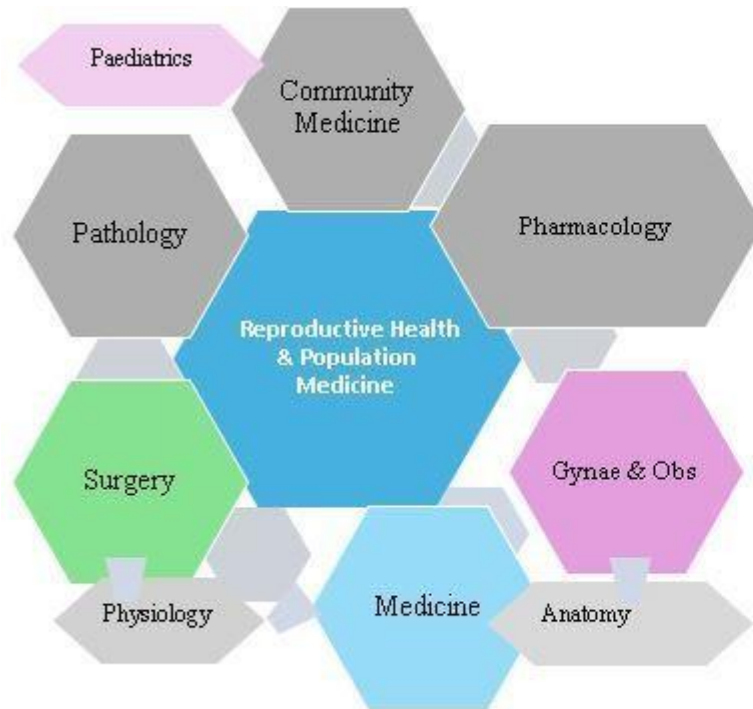 Paediatrics
Community
Medicine
Pathology
Pharmacology
Reproductive Health
& Population
Medicine
Surgery
Gynae & Obs
Physiology
Medicine
Anatomy